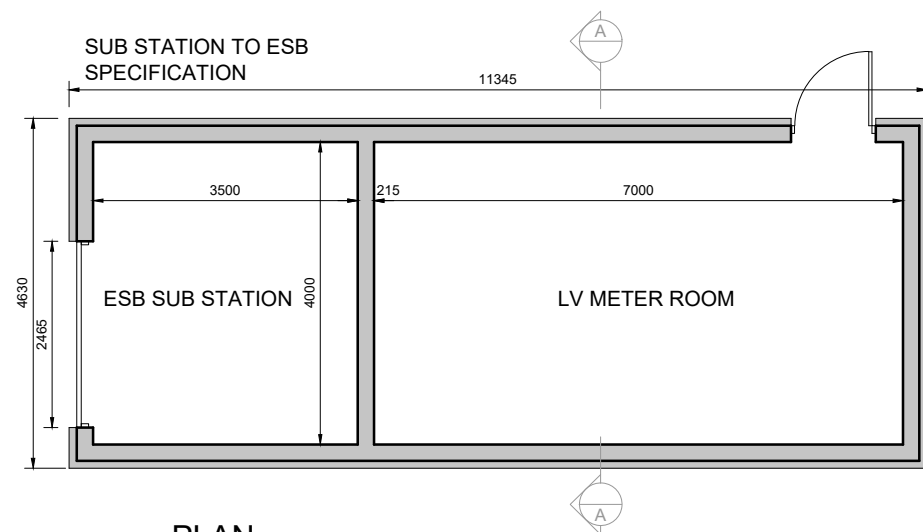 A
SUB STATION TO ESB
SPECIFICATION
11345
3500
215
7000
4630
2465
ESB SUB STATION
4000
LV METER ROOM
A
PLAN